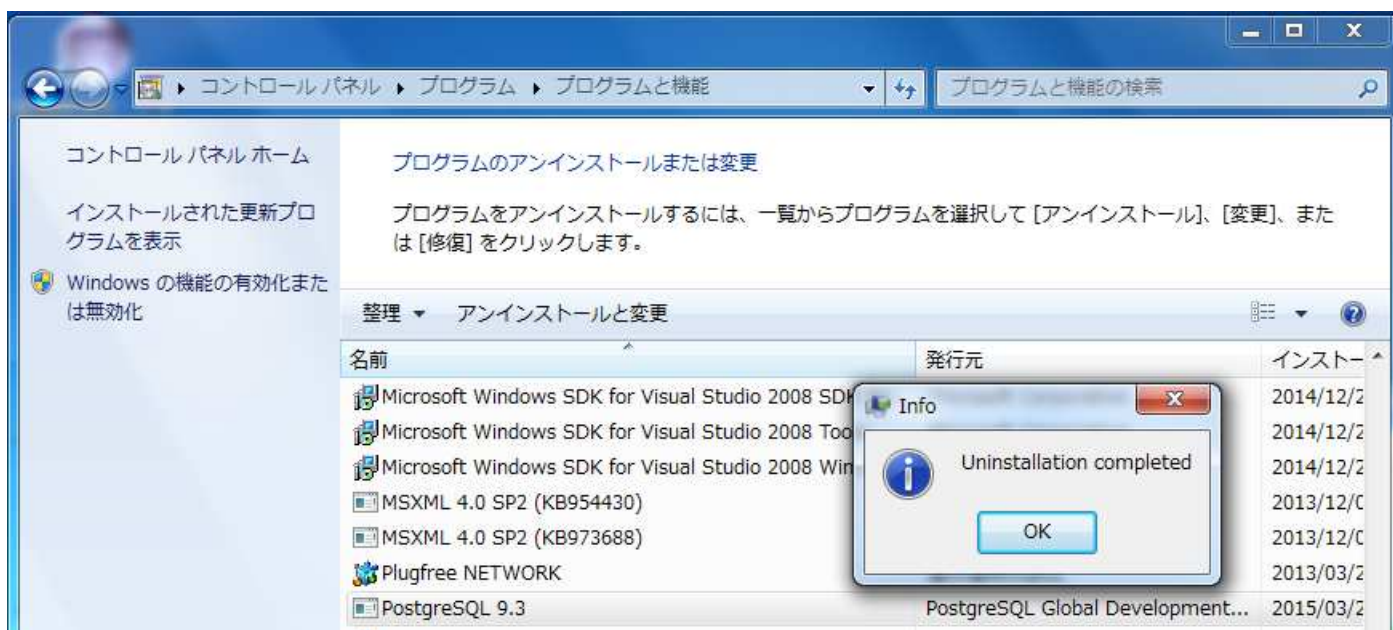 コントロール パネル ▸ プログラム ▸ プログラムと機能
プログラムと機能の検索
コントロール パネル ホーム
インストールされた更新プロ
グラムを表示
Windows の機能の有効化また
は無効化
プログラムのアンインストールまたは変更
プログラムをアンインストールするには、一覧からプログラムを選択して [アンインストール]、[変更]、また
は [修復] をクリックします。
整理 アンインストールと変更
名前 発行元 インストー
Microsoft Windows SDK for Visual Studio 2008 SDK 2014/12/2
Microsoft Windows SDK for Visual Studio 2008 Too 2014/12/2
Microsoft Windows SDK for Visual Studio 2008 Win 2014/12/2
MSXML 4.0 SP2 (KB954430) 2013/12/0
MSXML 4.0 SP2 (KB973688) 2013/12/0
Plugfree NETWORK 2013/03/2
PostgreSQL 9.3 PostgreSQL Global Development... 2015/03/2
Info
Uninstallation completed
OK